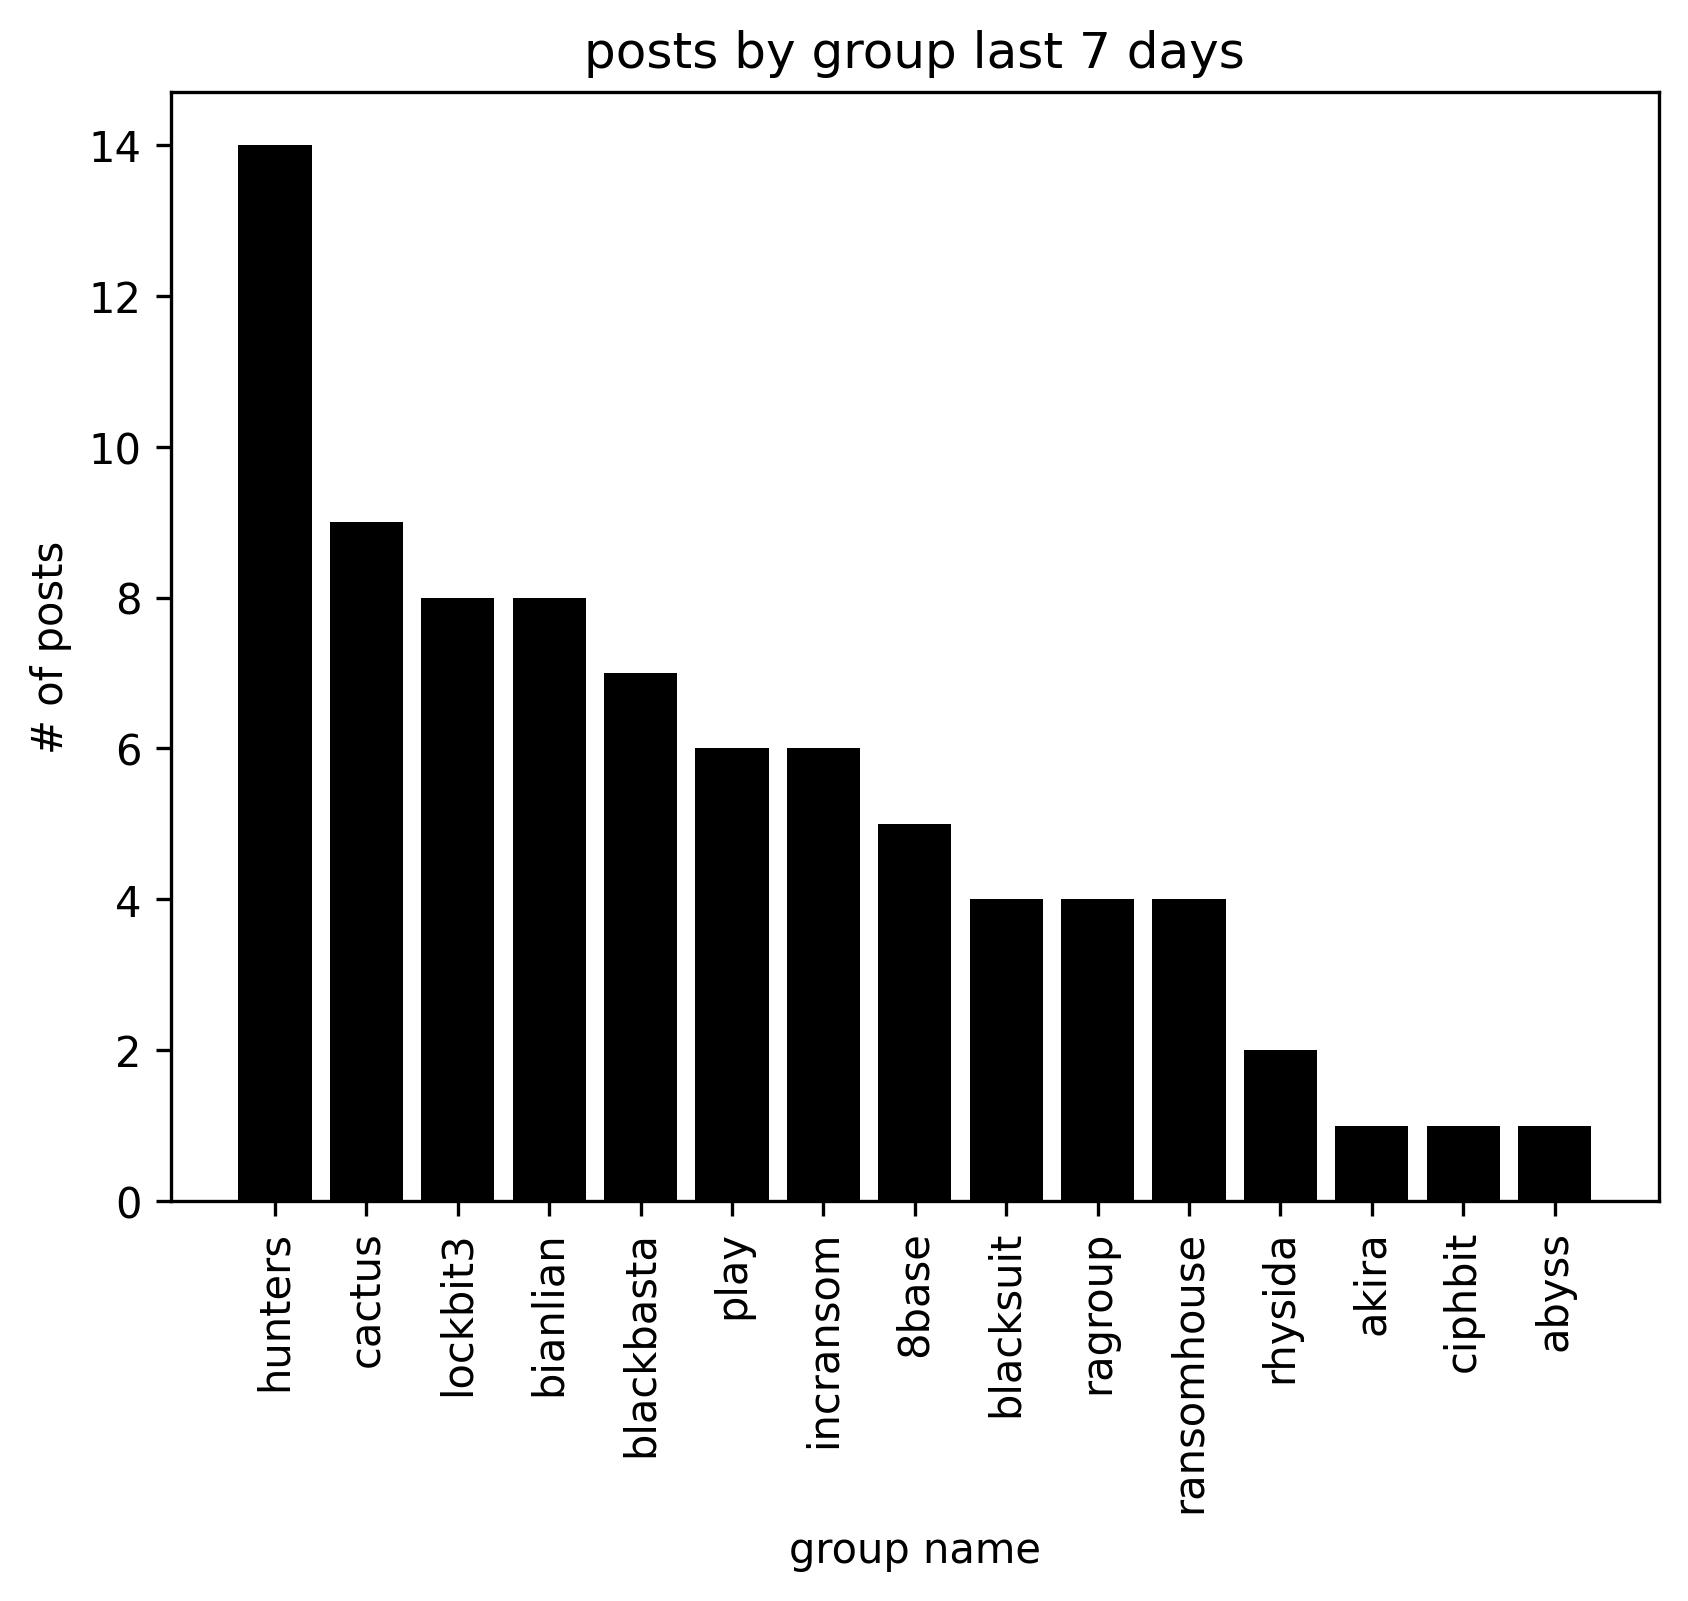 posts by group last 7 days
14
12
10
8
6
4
2
0
# of posts
hunters
cactus
lockbit3
bianlian
blackbasta
play
incransom
8base
blacksuit
ragroup
ransomhouse
rhysida
akira
ciphbit
abyss
group name